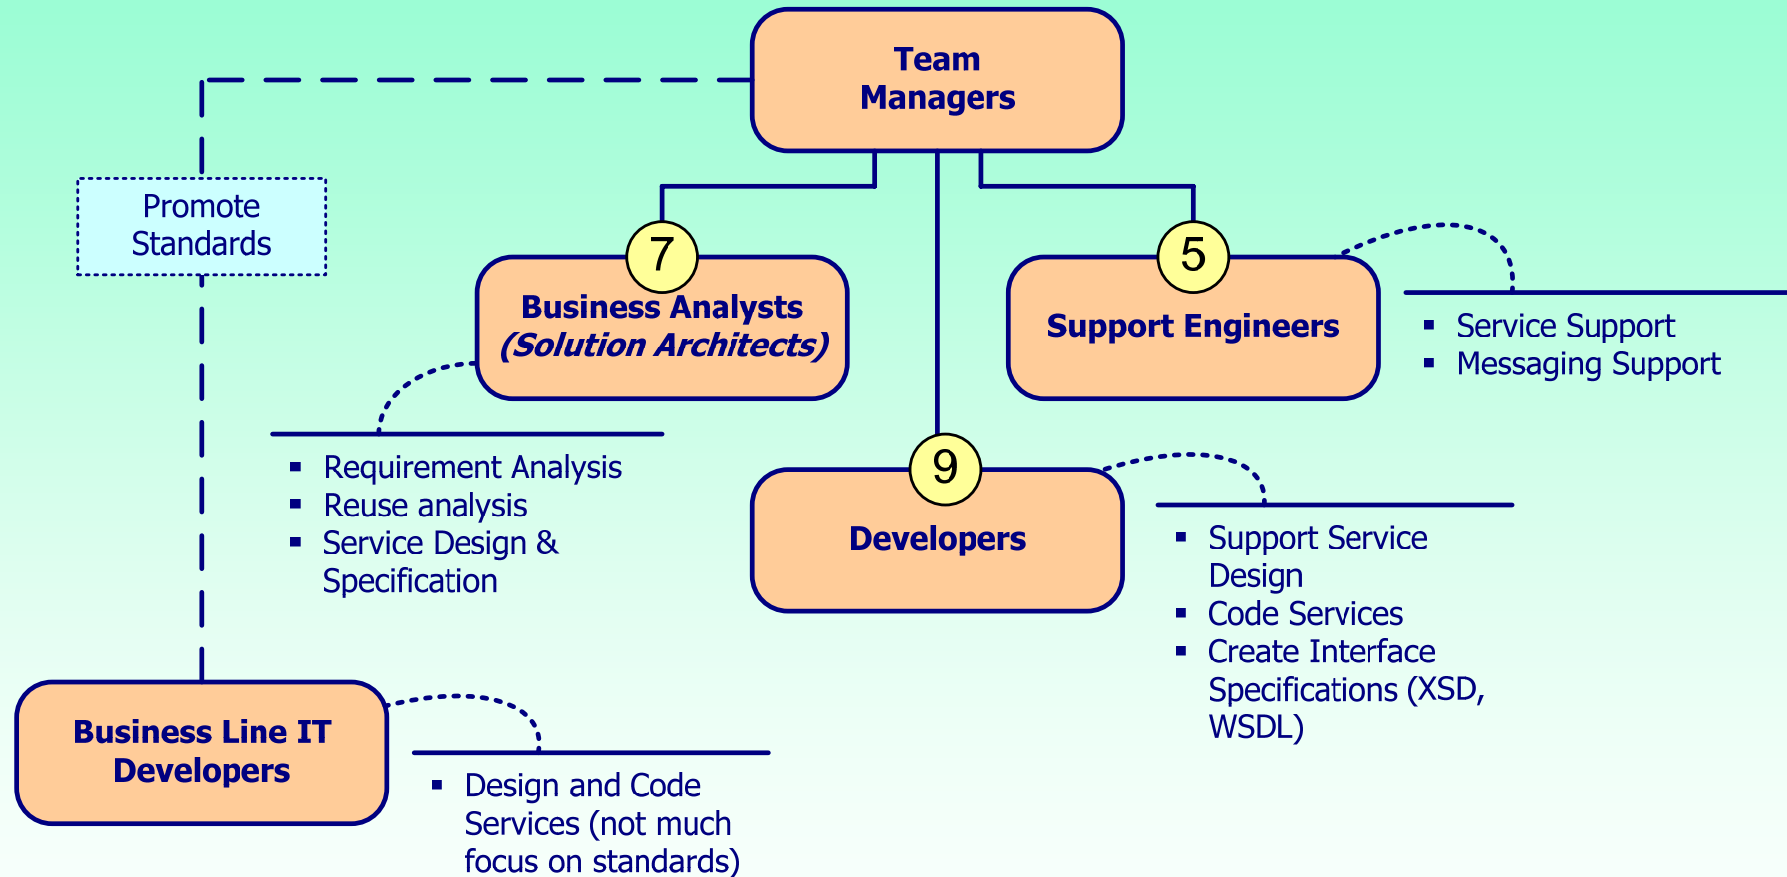 Team
Managers
Promote
Standards
7
Business Analysts
(Solution Architects)
5
Support Engineers
▪ Service Support
▪ Messaging Support
▪ Requirement Analysis
▪ Reuse analysis
▪ Service Design &
Specification
9
Developers
▪ Support Service
Design
▪ Code Services
▪ Create Interface
Specifications (XSD,
WSDL)
Business Line IT
Developers
▪ Design and Code
Services (not much
focus on standards)